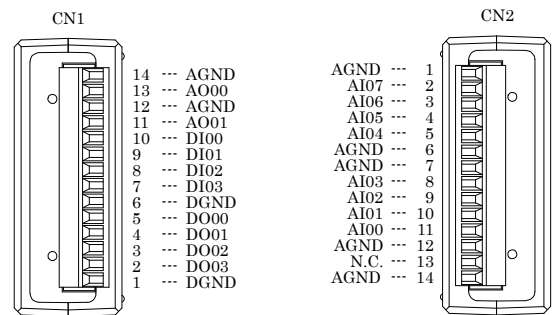 CN1
14 --- AGND
13 --- AO00
12 --- AGND
11 --- AO01
10 --- DI00
9 --- DI01
8 --- DI02
7 --- DI03
6 --- DGND
5 --- DO00
4 --- DO01
3 --- DO02
2 --- DO03
1 --- DGND
CN2
AGND --- 1
AI07 --- 2
AI06 --- 3
AI05 --- 4
AI04 --- 5
AGND --- 6
AGND --- 7
AI03 --- 8
AI02 --- 9
AI01 --- 10
AI00 --- 11
AGND --- 12
N.C. --- 13
AGND --- 14